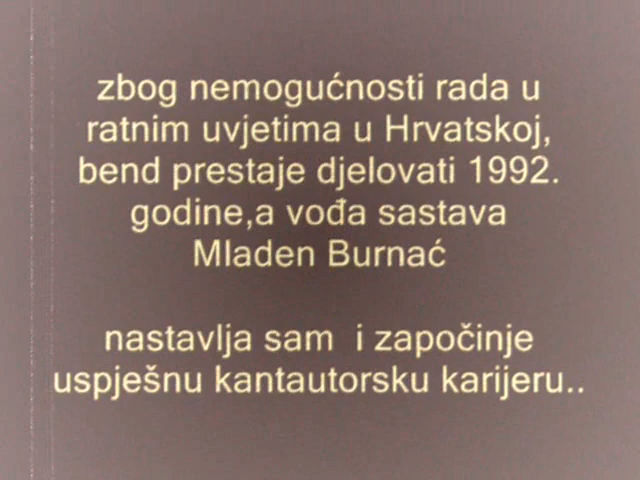 zbog nemogućnosti rada u
ratnim uvjetima u Hrvatskoj,
bend prestaje djelovati 1992.
godine,a vođa sastava
Mladen Burnać
nastavlja sam  i započinje
uspješnu kantautorsku karijeru..